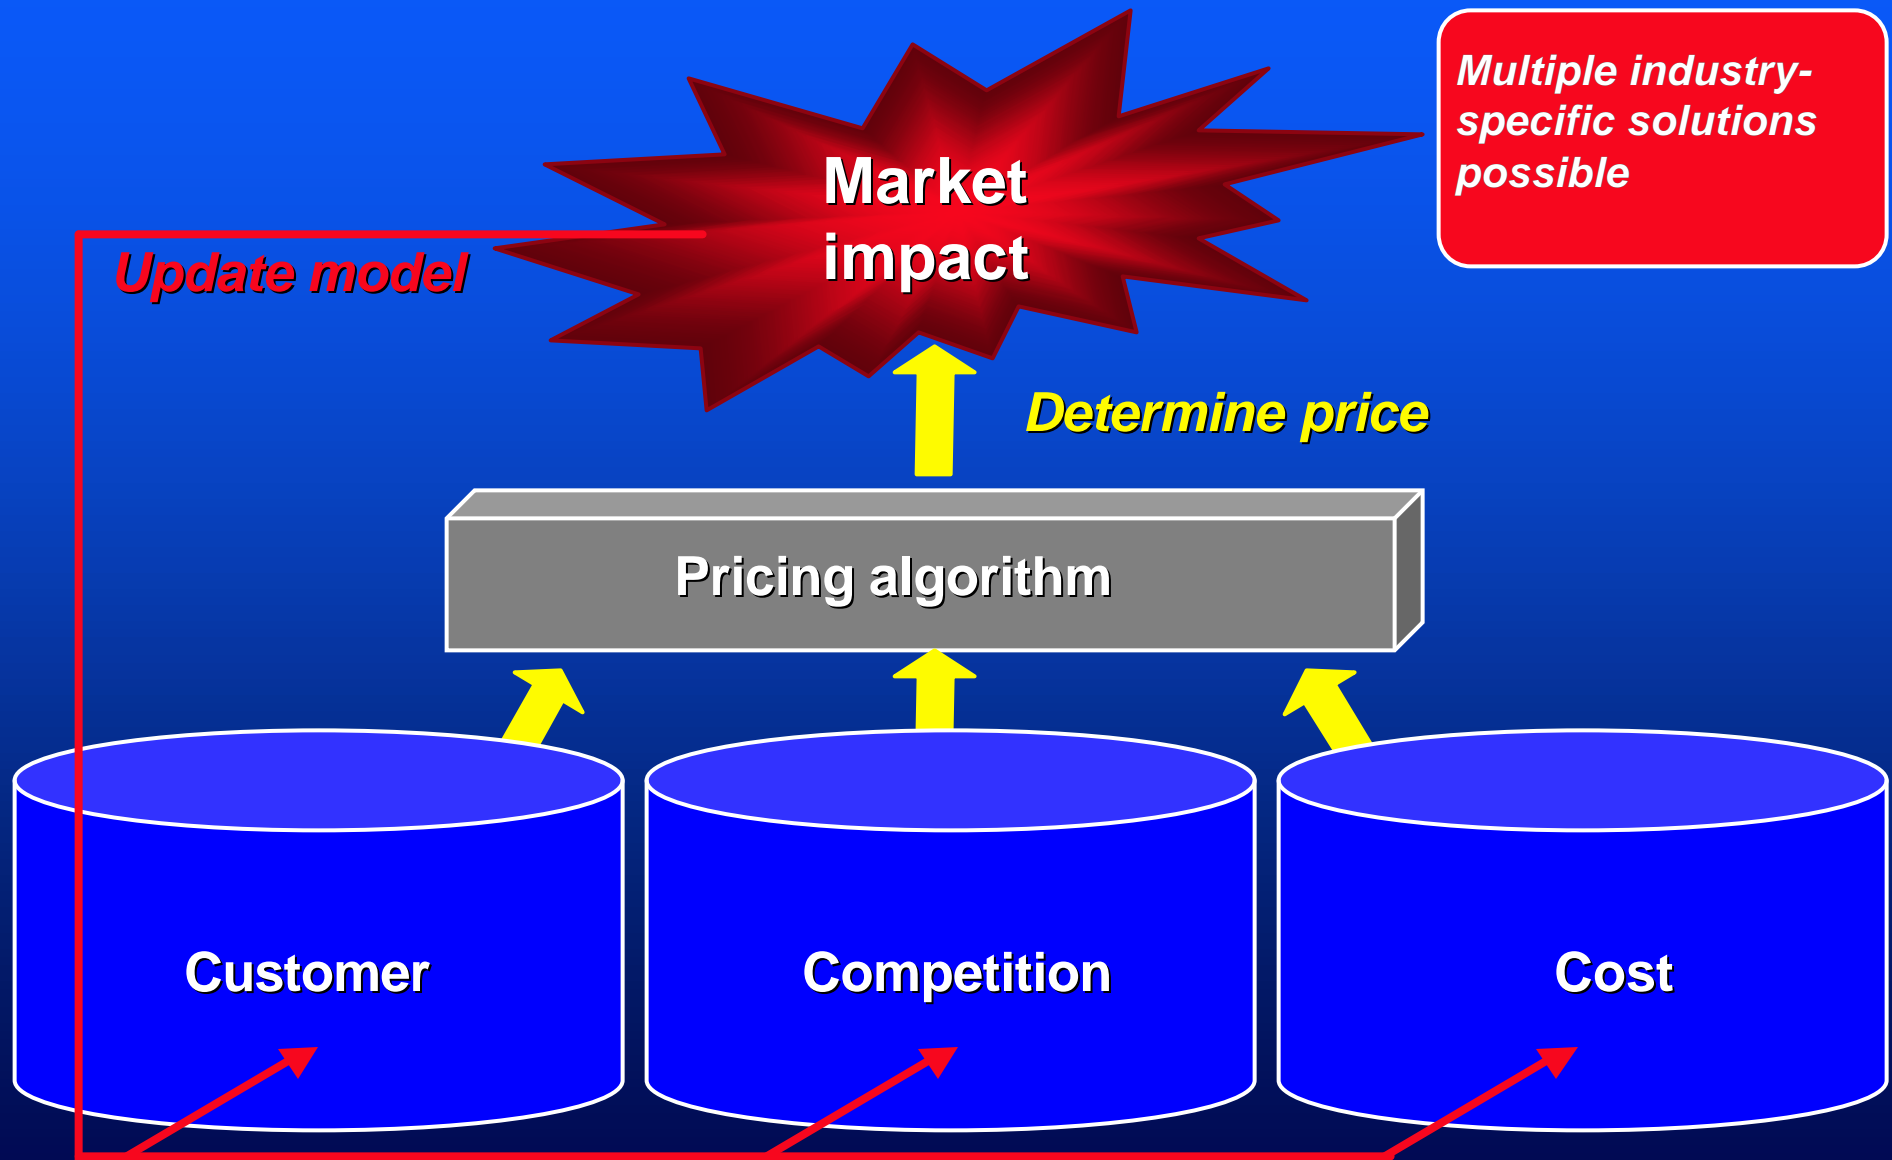 Multiple industry-
specific solutions
possible
Market
impact
Update model
Determine price
Pricing algorithm
Customer
Competition
Cost